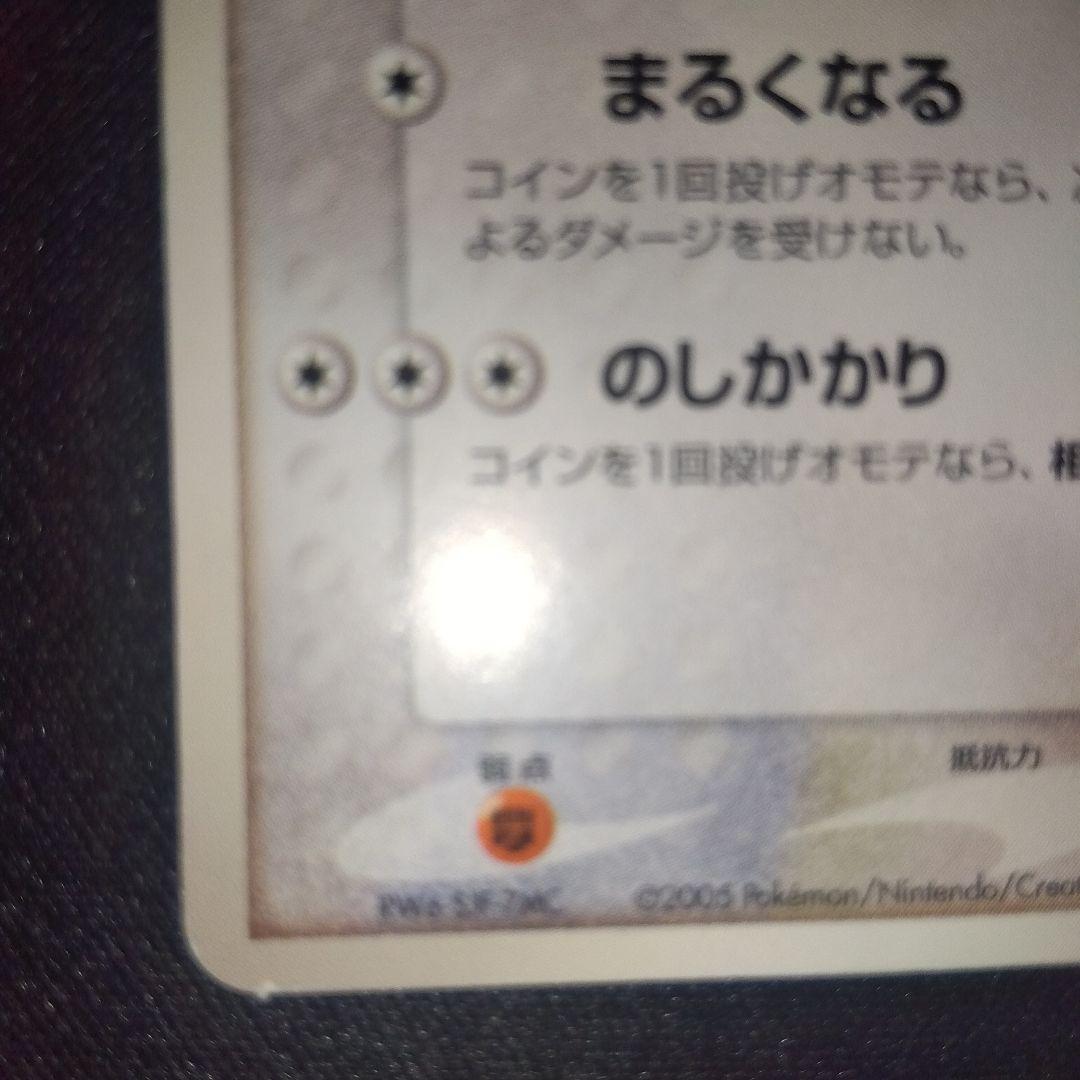 まるくなる
コインを1回投げオモテなら、
よるダメージを受けない。
のしかかり
コインを1回投げオモテなら、相
弱点
抵抗力
©2005 Pokémon/Nintendo/Creat